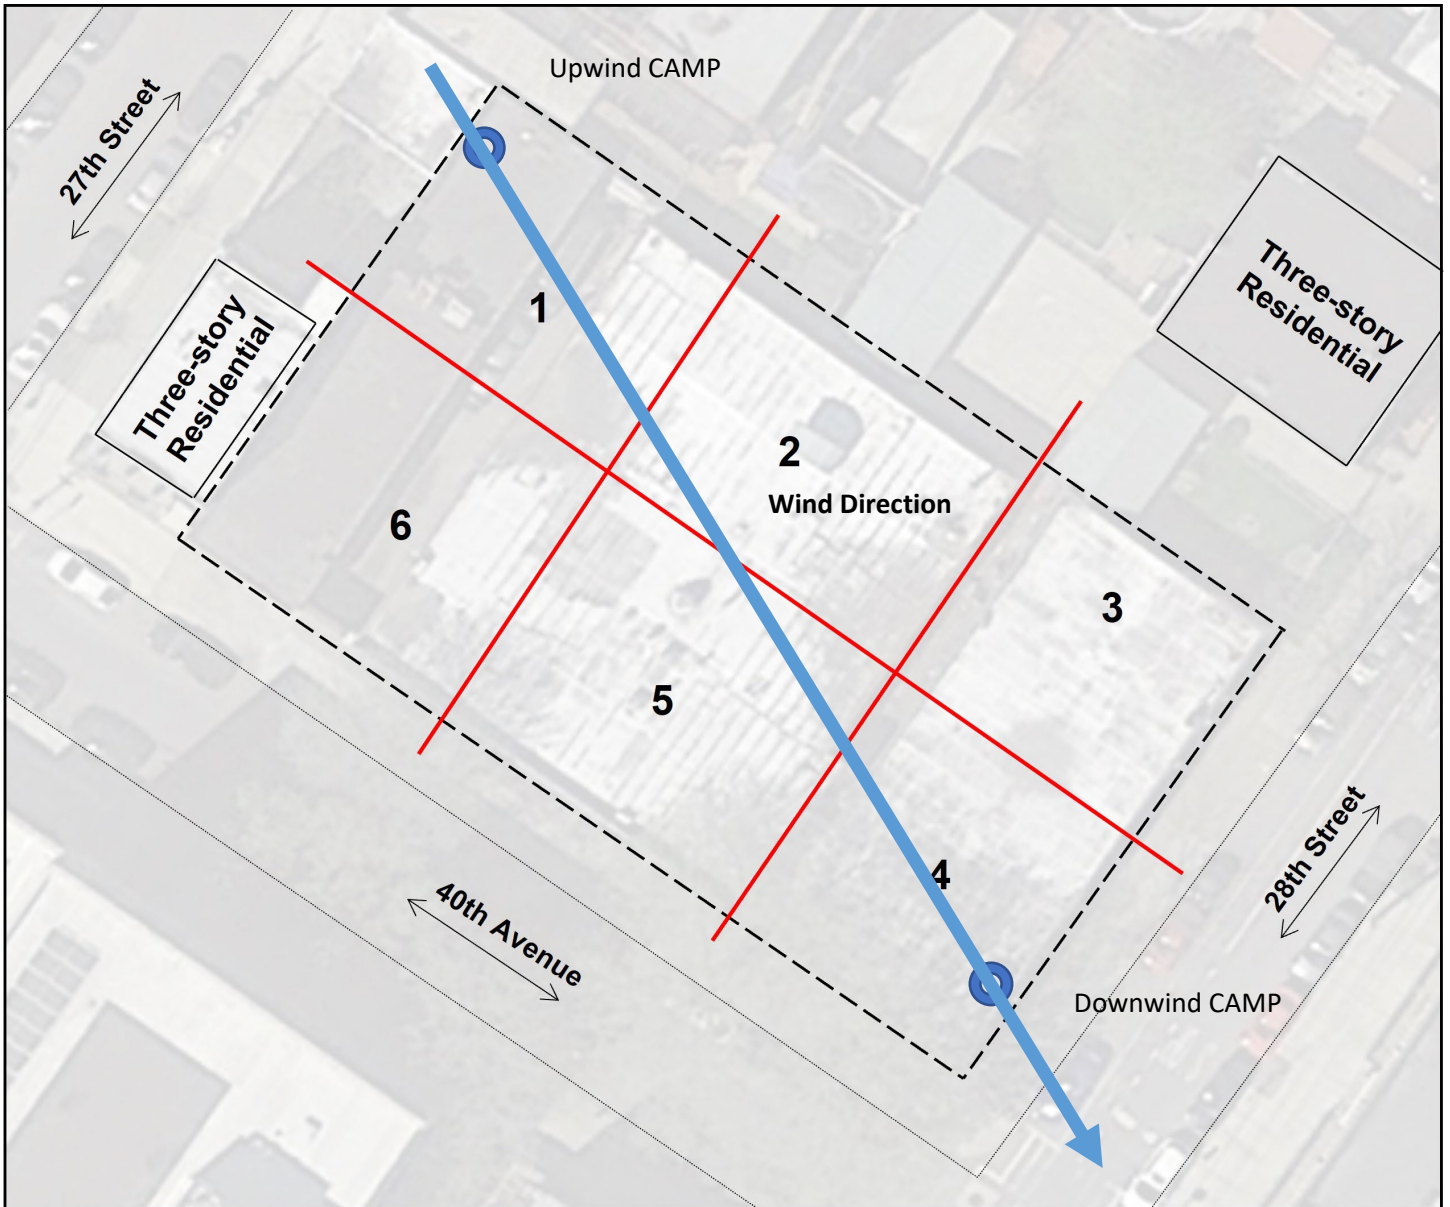 Upwind CAMP
27th Street
Three-story
Residential
Three-story
Residential
1
2
Wind Direction
3
6
5
4
40th Avenue
28th Street
Downwind CAMP